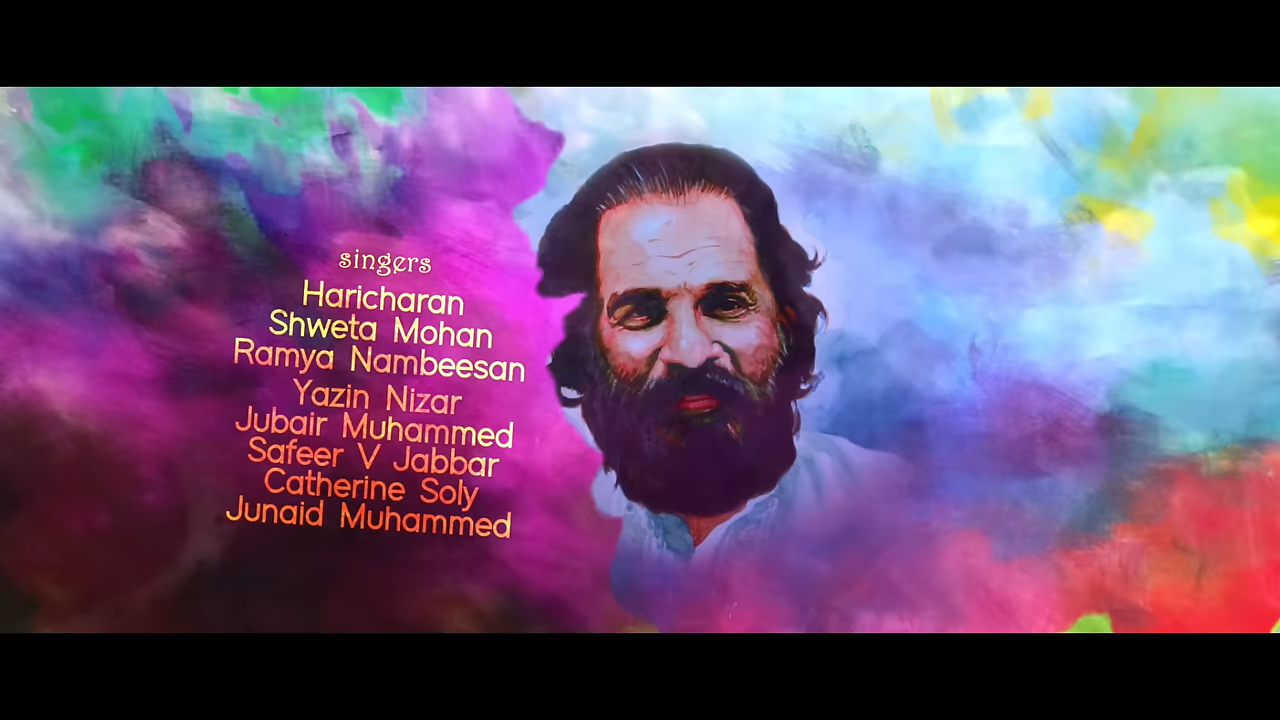 singers
Haricharan
Shweta Mohan
Ramya Nambeesan
Yazin Nizar
Jubair Muhammed
Safeer V Jabbar
Catherine Soly
Junaid Muhammed